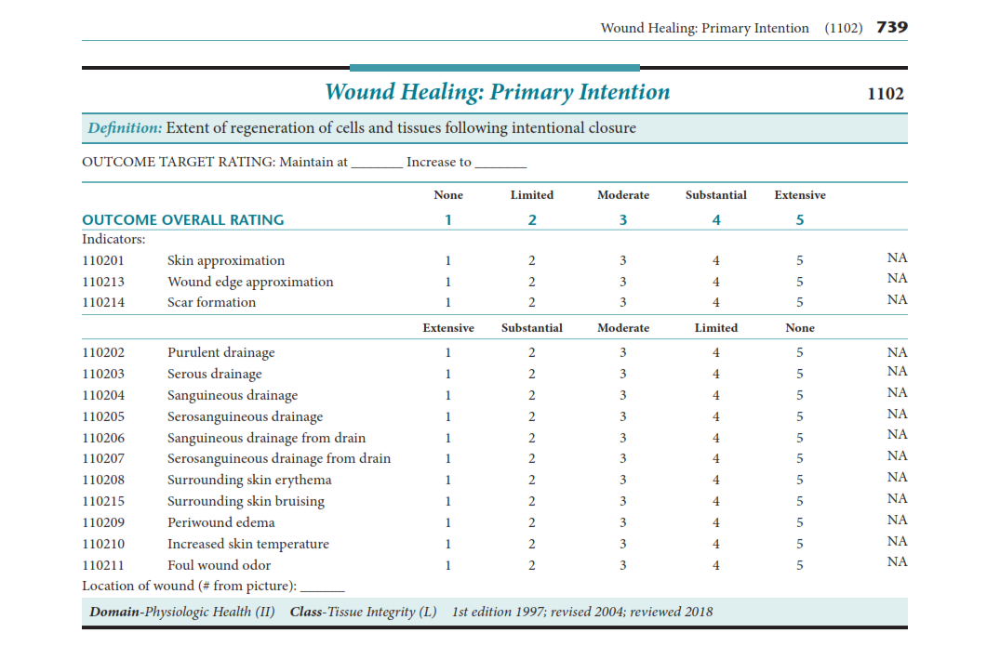 Wound Healing: Primary Intention (1102) 739
Wound Healing: Primary Intention 1102
Definition: Extent of regeneration of cells and tissues following intentional closure
OUTCOME TARGET RATING: Maintain at _______ Increase to _______
None Limited Moderate Substantial Extensive
OUTCOME OVERALL RATING 1 2 3 4 5
Indicators:
110201 Skin approximation 1 2 3 4 5 NA
110213 Wound edge approximation 1 2 3 4 5 NA
110214 Scar formation 1 2 3 4 5 NA
Extensive Substantial Moderate Limited None
110202 Purulent drainage 1 2 3 4 5 NA
110203 Serous drainage 1 2 3 4 5 NA
110204 Sanguineous drainage 1 2 3 4 5 NA
110205 Serosanguineous drainage 1 2 3 4 5 NA
110206 Sanguineous drainage from drain 1 2 3 4 5 NA
110207 Serosanguineous drainage from drain 1 2 3 4 5 NA
110208 Surrounding skin erythema 1 2 3 4 5 NA
110215 Surrounding skin bruising 1 2 3 4 5 NA
110209 Periwound edema 1 2 3 4 5 NA
110210 Increased skin temperature 1 2 3 4 5 NA
110211 Foul wound odor 1 2 3 4 5 NA
Location of wound (# from picture): ______
Domain-Physiologic Health (II) Class-Tissue Integrity (L) 1st edition 1997; revised 2004; reviewed 2018